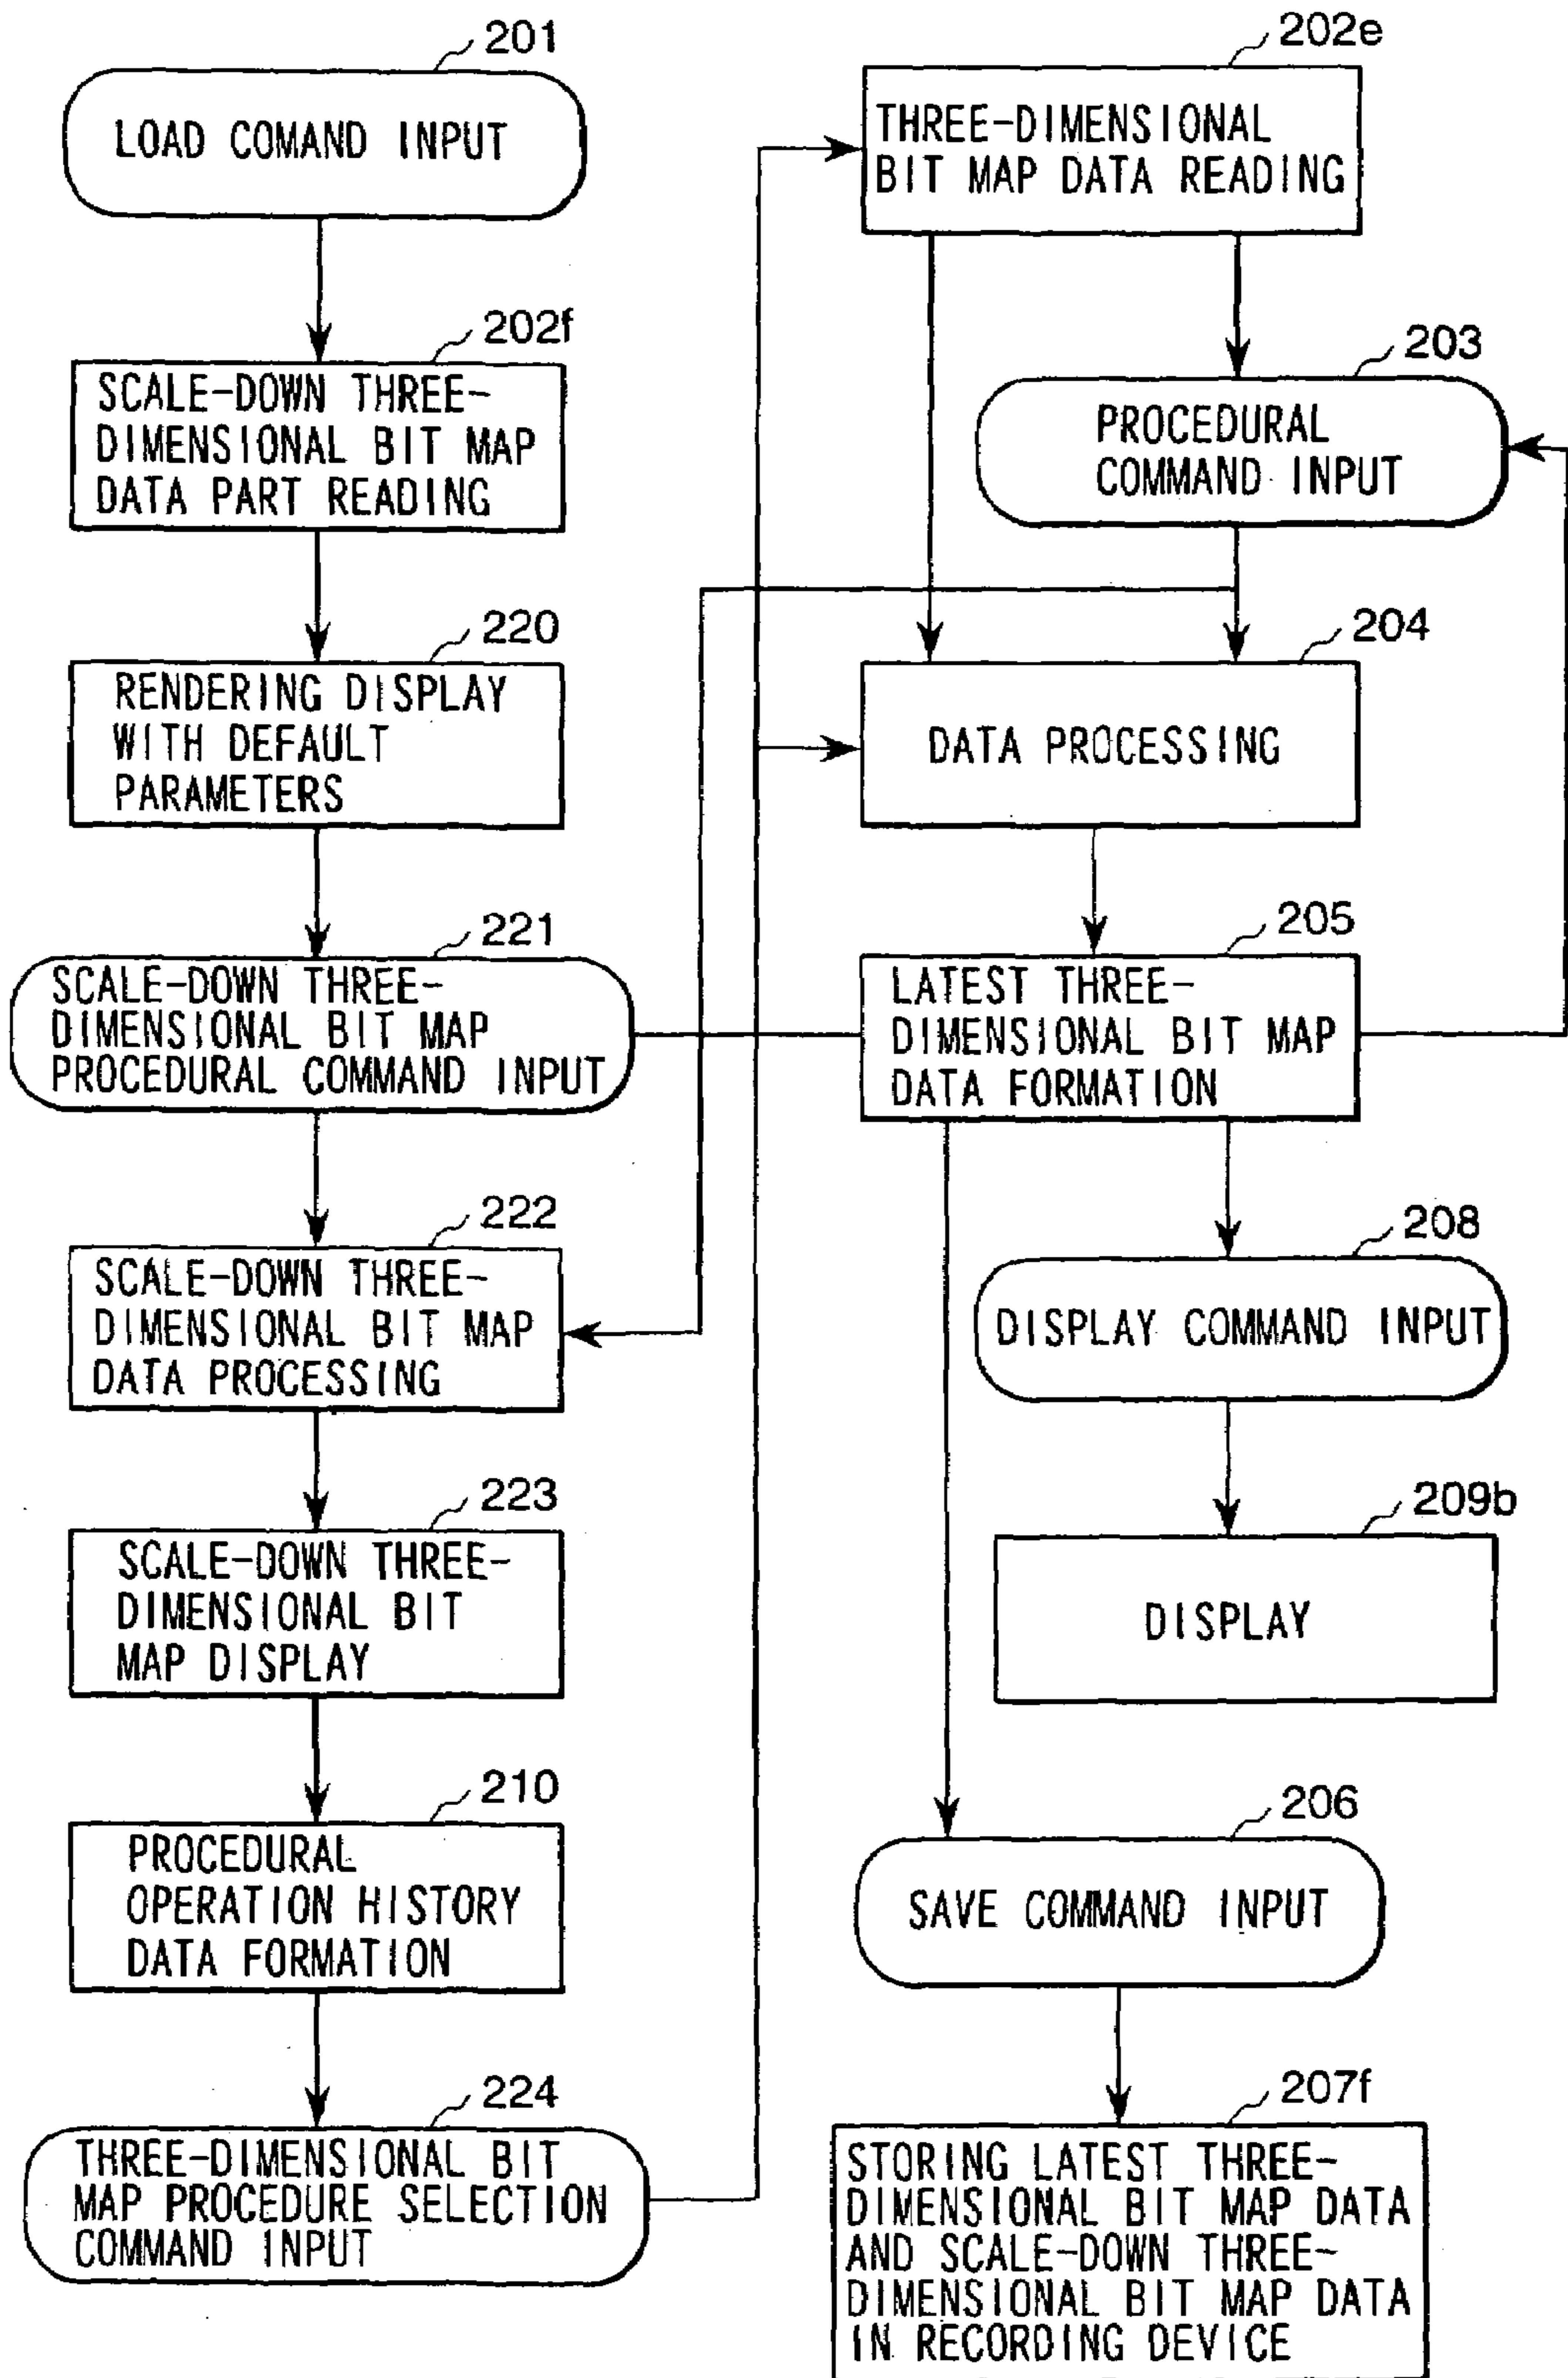 201
LOAD COMAND INPUT
202f
SCALE-DOWN THREE-
DIMENSIONAL BIT MAP
DATA PART READING
220
RENDERING DISPLAY
WITH DEFAULT
PARAMETERS
221
SCALE-DOWN THREE-
DIMENSIONAL BIT MAP
PROCEDURAL COMMAND INPUT
222
SCALE-DOWN THREE-
DIMENSIONAL BIT MAP
DATA PROCESSING
223
SCALE-DOWN THREE-
DIMENSIONAL BIT
MAP DISPLAY
210
PROCEDURAL
OPERATION HISTORY
DATA FORMATION
224
THREE-DIMENSIONAL BIT
MAP PROCEDURE SELECTION
COMMAND INPUT
202e
THREE-DIMENSIONAL
BIT MAP DATA READING
203
PROCEDURAL
COMMAND INPUT
204
DATA PROCESSING
205
LATEST THREE-
DIMENSIONAL BIT MAP
DATA FORMATION
208
DISPLAY COMMAND INPUT
209b
DISPLAY
206
SAVE COMMAND INPUT
207f
STORING LATEST THREE-
DIMENSIONAL BIT MAP DATA
AND SCALE-DOWN THREE-
DIMENSIONAL BIT MAP DATA
IN RECORDING DEVICE